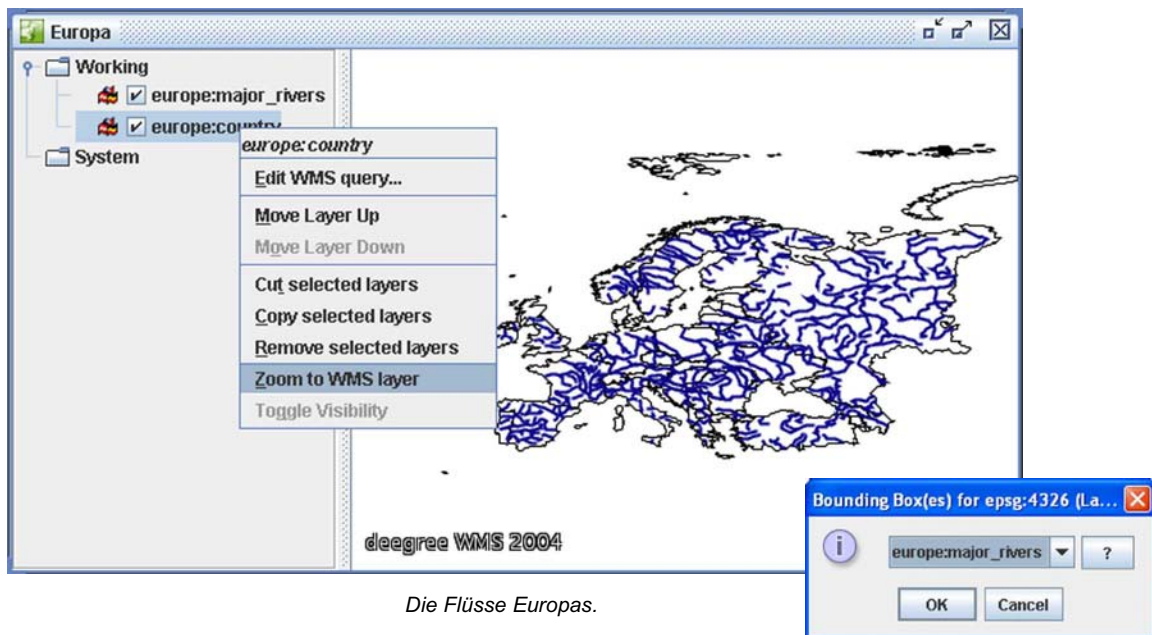 Europa
Working
europe:major_rivers
europe:country
System
europe:country
Edit WMS query...
Move Layer Up
Move Layer Down
Cut selected layers
Copy selected layers
Remove selected layers
Zoom to WMS layer
Toggle Visibility
deegree WMS 2004
Bounding Box(es) for epsg:4326 (La...
europe:major_rivers
?
OK
Cancel
Die Flüsse Europas.